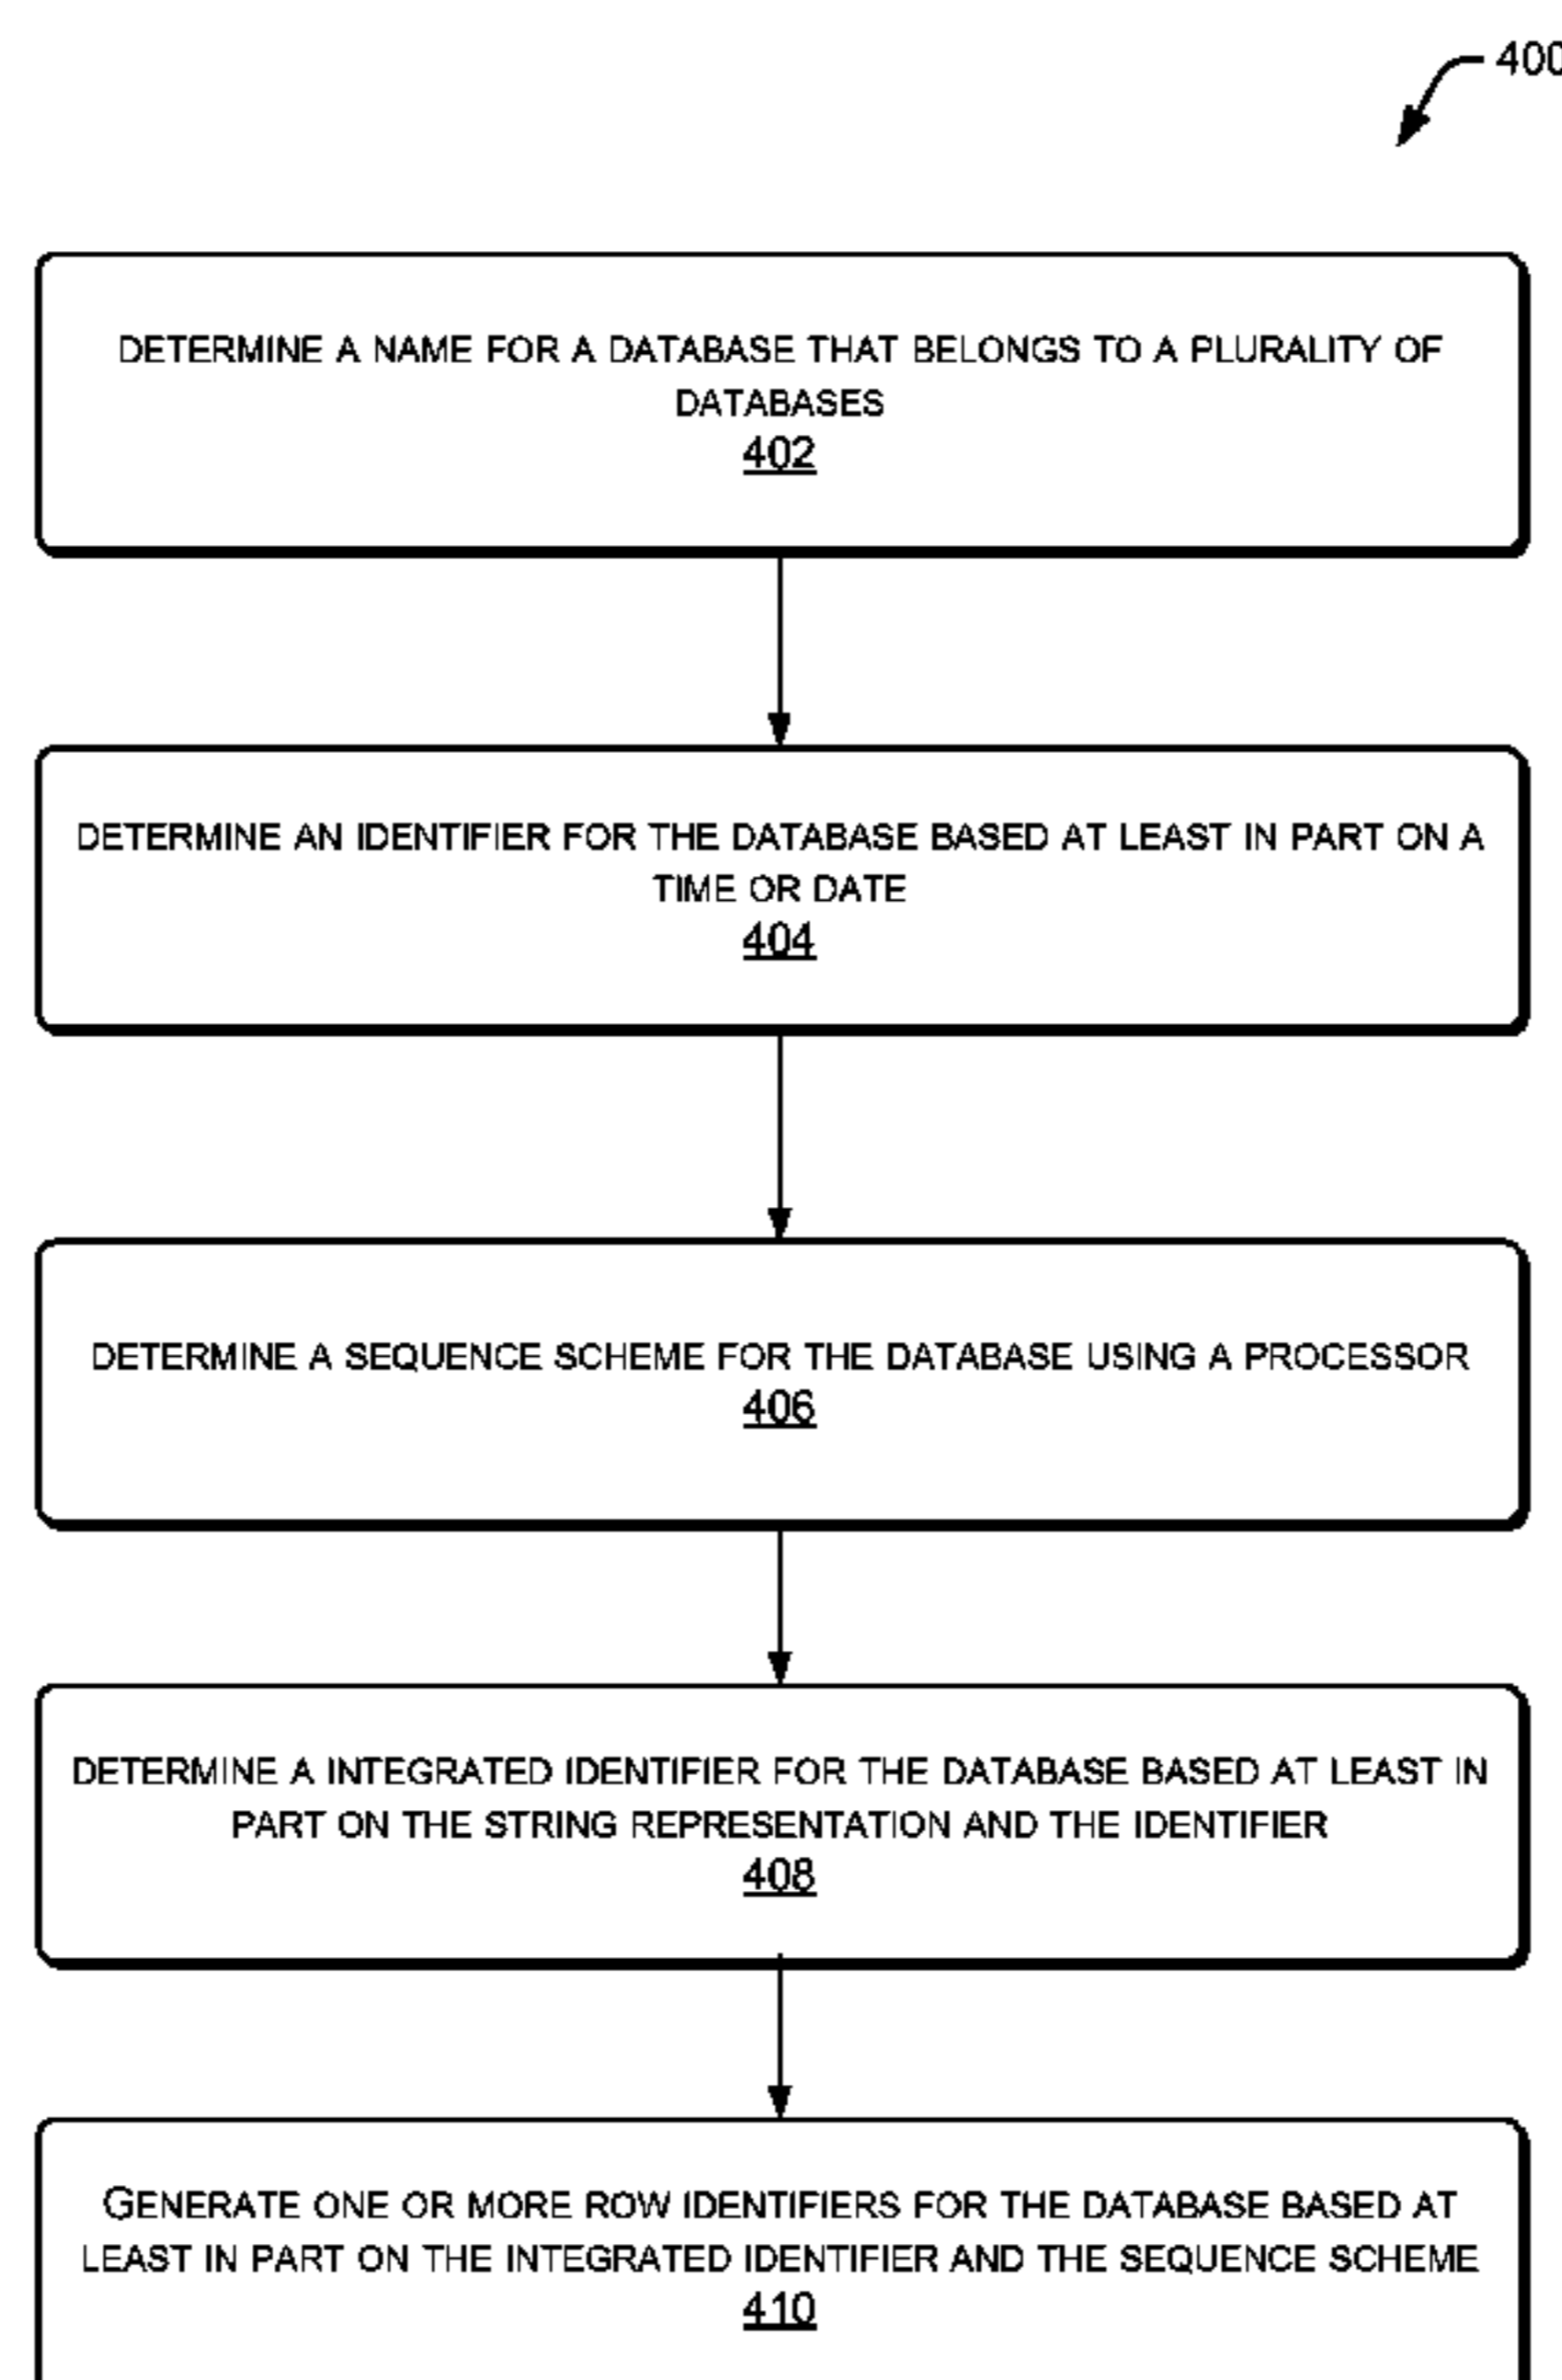 400
DETERMINE A NAME FOR A DATABASE THAT BELONGS TO A PLURALITY OF
DATABASES
402
DETERMINE AN IDENTIFIER FOR THE DATABASE BASED AT LEAST IN PART ON A
TIME OR DATE
404
DETERMINE A SEQUENCE SCHEME FOR THE DATABASE USING A PROCESSOR
406
DETERMINE A INTEGRATED IDENTIFIER FOR THE DATABASE BASED AT LEAST IN
PART ON THE STRING REPRESENTATION AND THE IDENTIFIER
408
GENERATE ONE OR MORE ROW IDENTIFIERS FOR THE DATABASE BASED AT
LEAST IN PART ON THE INTEGRATED IDENTIFIER AND THE SEQUENCE SCHEME
410